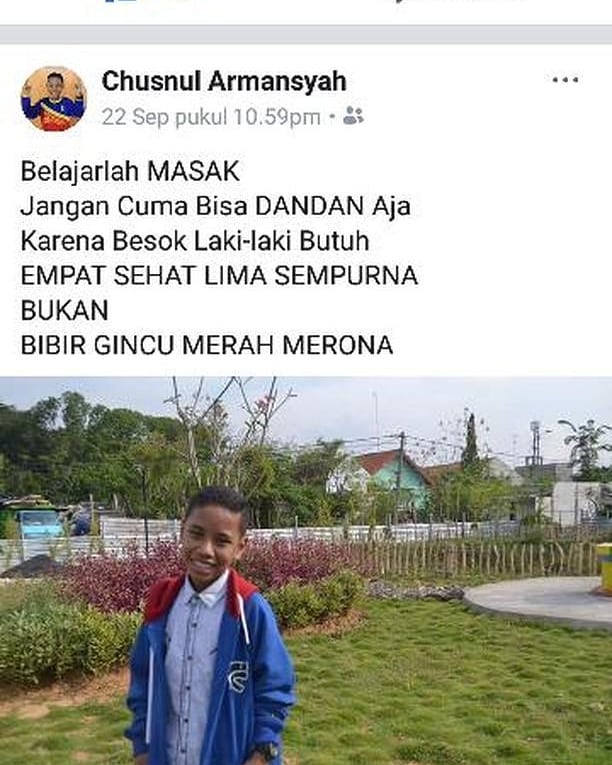 Chusnul Armansyah
22 Sep pukul 10.59pm •
Belajarlah MASAK
Jangan Cuma Bisa DANDAN Aja
Karena Besok Laki-laki Butuh
EMPAT SEHAT LIMA SEMPURNA
BUKAN
BIBIR GINCU MERAH MERONA